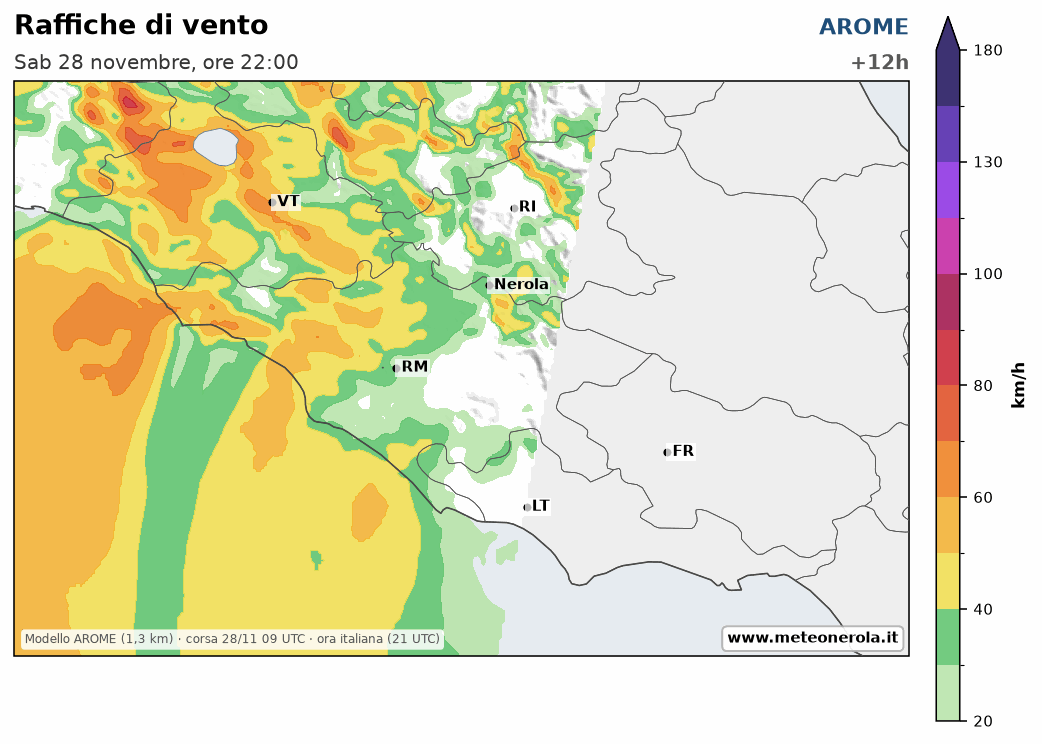 Raffiche di vento
AROME
Sab 28 novembre, ore 22:00
+12h
180
130
100
80
60
40
20
km/h
VT
RI
Nerola
RM
FR
LT
Modello AROME (1,3 km) · corsa 28/11 09 UTC · ora italiana (21 UTC)
www.meteonerola.it